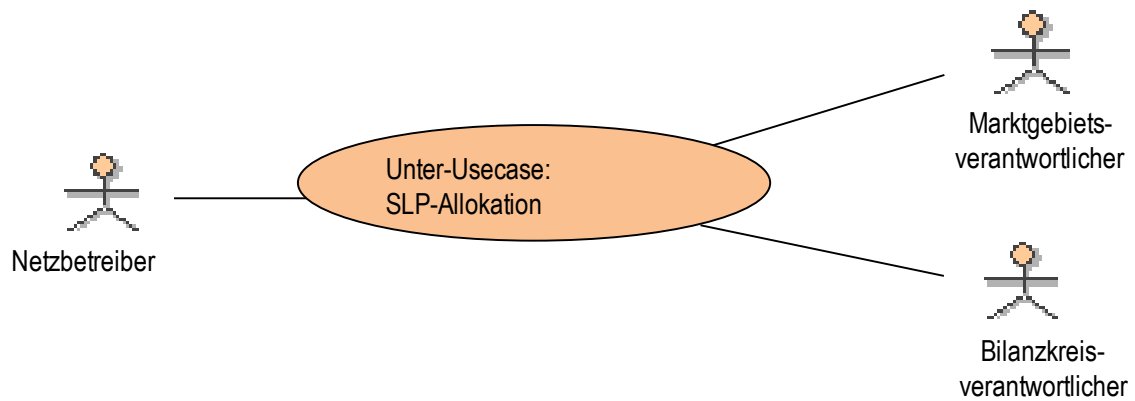 Marktgebiets-
verantwortlicher
Unter-Usecase:
SLP-Allokation
Netzbetreiber
Bilanzkreis-
verantwortlicher